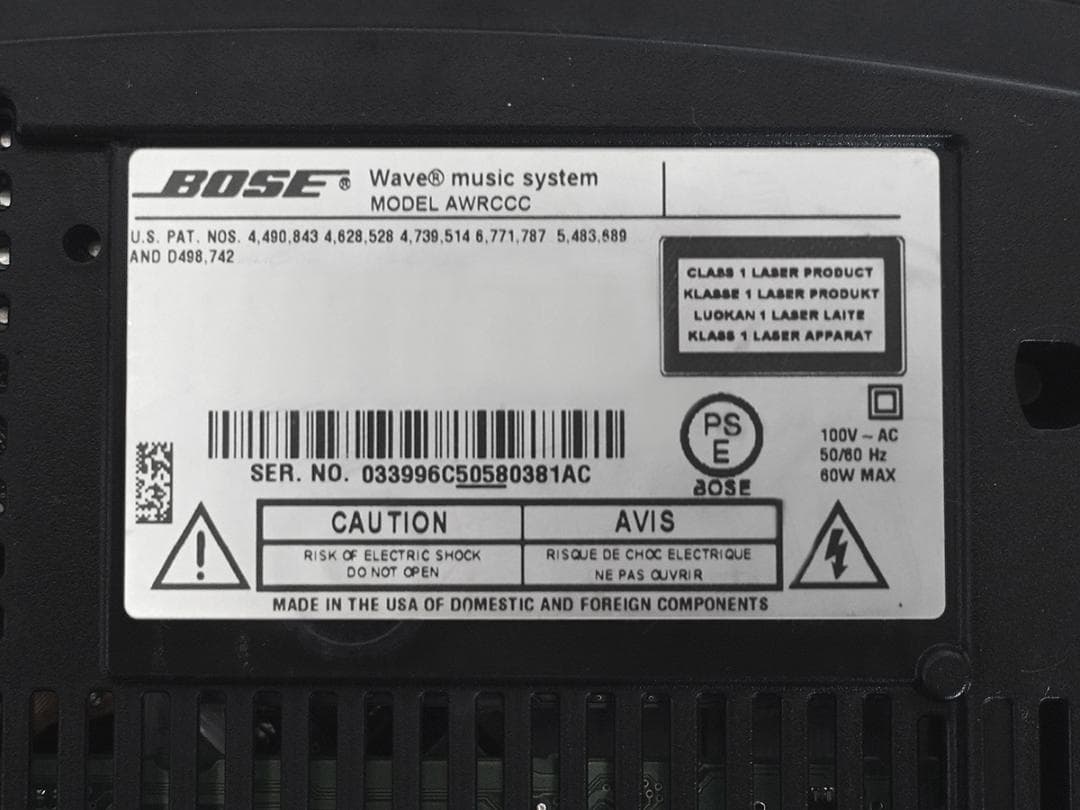 BOSE® Wave® music system
MODEL AWRCCC
U.S. PAT. NOS. 4,490,843 4,628,528 4,739,514 6,771,787 5,483,689
AND D498,742
CLASS 1 LASER PRODUCT
KLASSE 1 LASER PRODUKT
LUOKAN 1 LASER LAITE
KLASS 1 LASER APPARAT
SER. NO. 033996C50580381AC
PS
E
BOSE
100V ~ AC
50/60 Hz
60W MAX
CAUTION
RISK OF ELECTRIC SHOCK
DO NOT OPEN
AVIS
RISQUE DE CHOC ELECTRIQUE
NE PAS OUVRIR
MADE IN THE USA OF DOMESTIC AND FOREIGN COMPONENTS